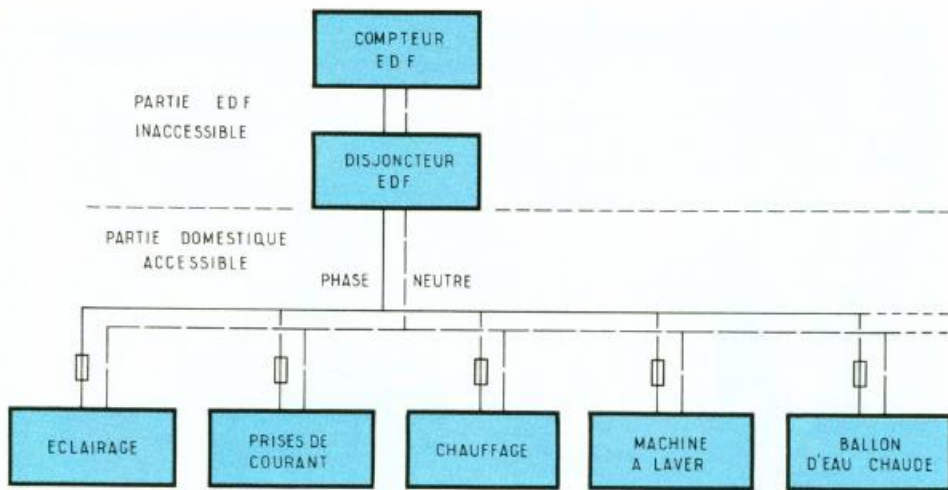 COMPTEUR
EDF
PARTIE EDF
INACCESSIBLE
DISJONCTEUR
EDF
PARTIE DOMESTIQUE
ACCESSIBLE
PHASE
NEUTRE
ECLAIRAGE
PRISES DE
COURANT
CHAUFFAGE
MACHINE
A LAVER
BALLON
D'EAU CHAUDE